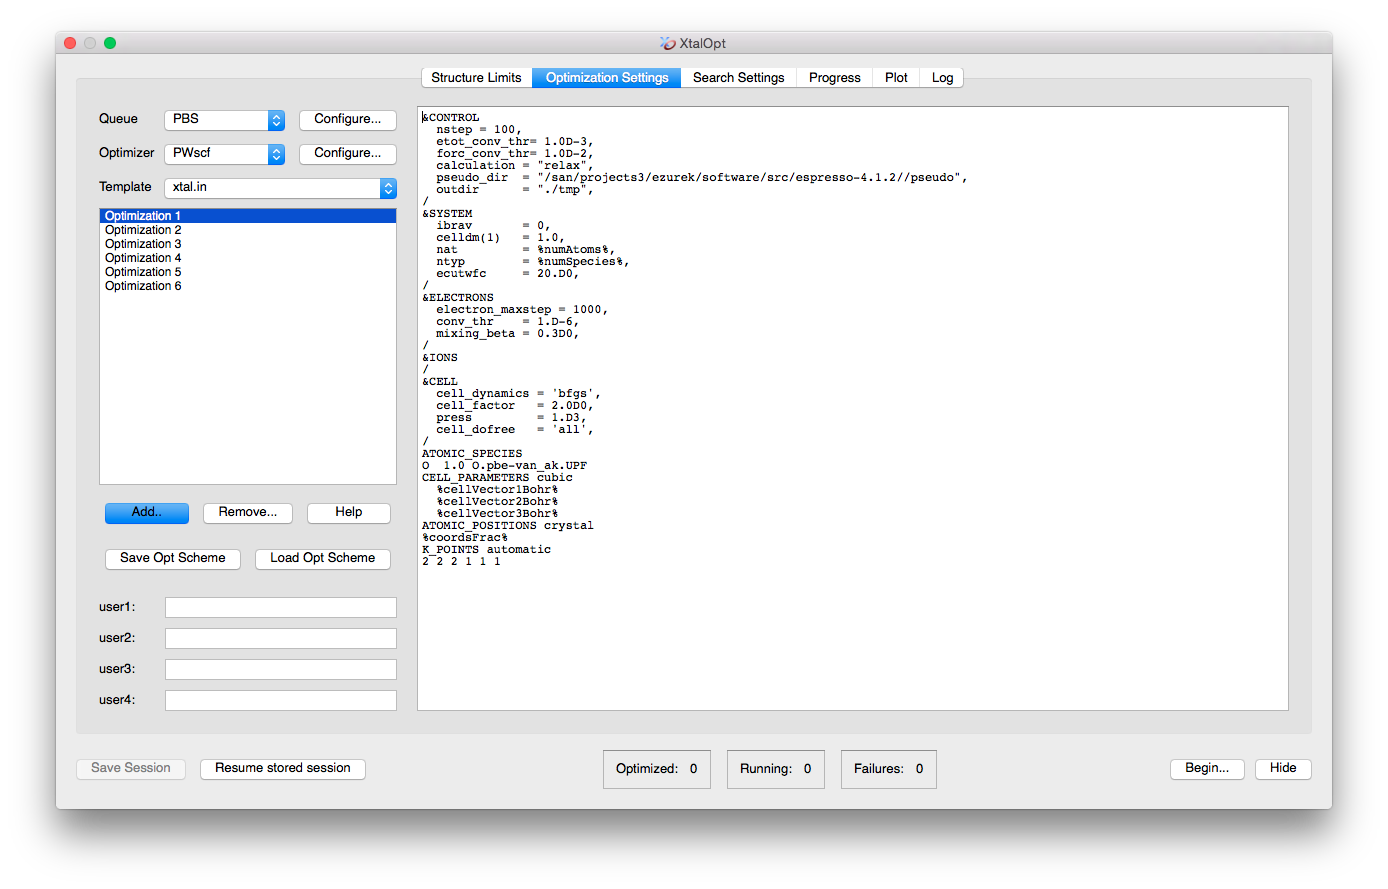 XtalOpt
Structure Limits Optimization Settings Search Settings Progress Plot Log
Queue PBS Configure...
Optimizer PWscf Configure...
Template xtal.in
Optimization 1
Optimization 2
Optimization 3
Optimization 4
Optimization 5
Optimization 6
Add.. Remove... Help
Save Opt Scheme Load Opt Scheme
user1:
user2:
user3:
user4:
&CONTROL
  nstep = 100,
  etot_conv_thr= 1.0D-3,
  forc_conv_thr= 1.0D-2,
  calculation = "relax",
  pseudo_dir  = "/san/projects3/ezurek/software/src/espresso-4.1.2//pseudo",
  outdir      = "./tmp",
/
&SYSTEM
  ibrav       = 0,
  celldm(1)   = 1.0,
  nat         = %numAtoms%,
  ntyp        = %numSpecies%,
  ecutwfc     = 20.D0,
/
&ELECTRONS
  electron_maxstep = 1000,
  conv_thr    = 1.D-6,
  mixing_beta = 0.3D0,
/
&IONS
/
&CELL
  cell_dynamics = 'bfgs',
  cell_factor   = 2.0D0,
  press         = 1.D3,
  cell_dofree   = 'all',
/
ATOMIC_SPECIES
O  1.0 O.pbe-van_ak.UPF
CELL_PARAMETERS cubic
  %cellVector1Bohr%
  %cellVector2Bohr%
  %cellVector3Bohr%
ATOMIC_POSITIONS crystal
%coordsFrac%
K_POINTS automatic
2 2 2 1 1 1
Save Session Resume stored session Optimized: 0 Running: 0 Failures: 0 Begin... Hide